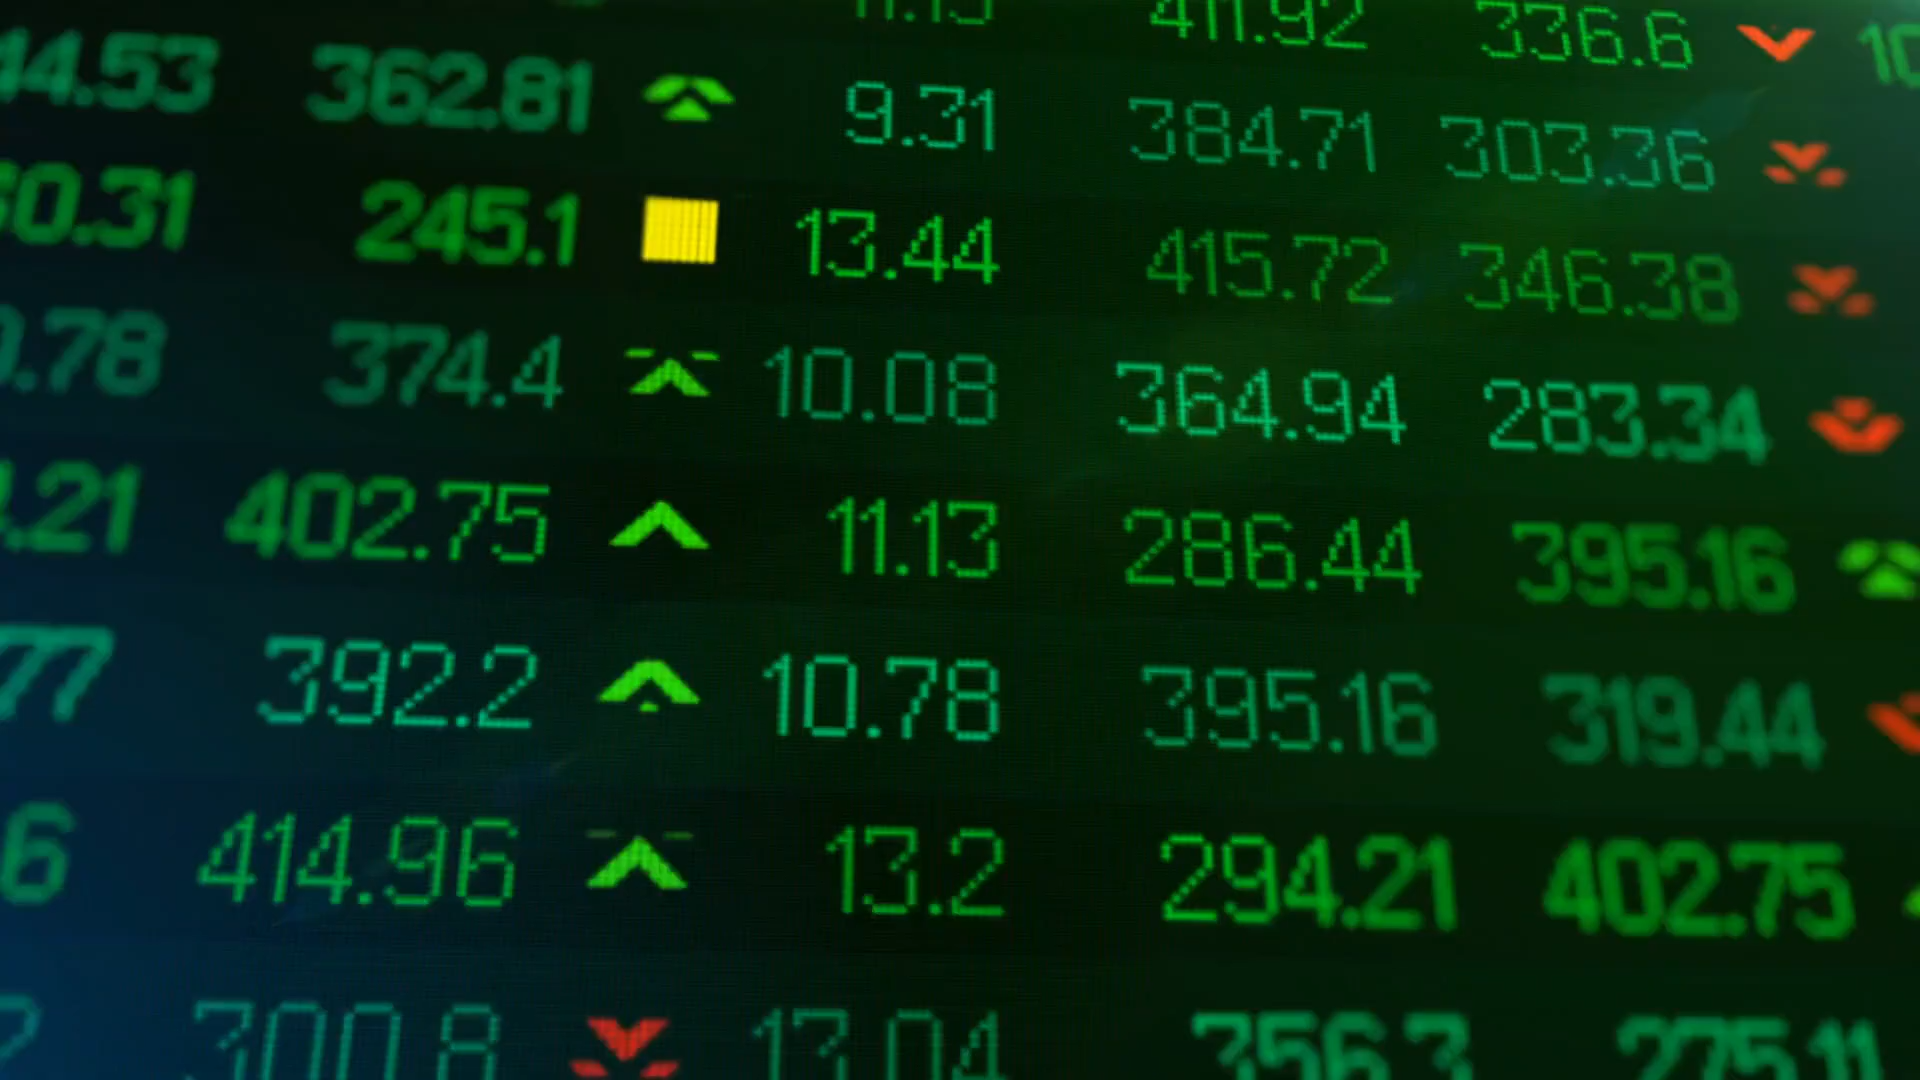 411.92 336.6
44.53 362.81 9.31 384.71 303.36
60.31 245.1 13.44 415.72 346.38
0.78 374.4 10.08 364.94 283.34
4.21 402.75 11.13 286.44 395.16
77 392.2 10.78 395.16 319.44
6 414.96 13.2 294.21 402.75
300.8 13.04 356.3 275.11